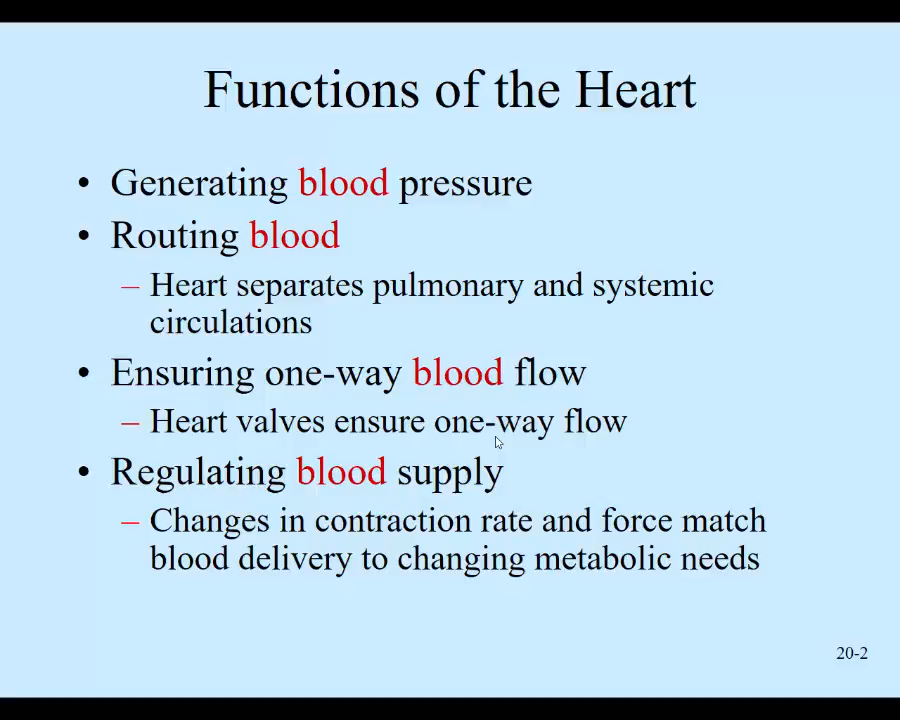 Functions of the Heart
• Generating blood pressure
• Routing blood
– Heart separates pulmonary and systemic
circulations
• Ensuring one-way blood flow
– Heart valves ensure one-way flow
• Regulating blood supply
– Changes in contraction rate and force match
blood delivery to changing metabolic needs
20-2